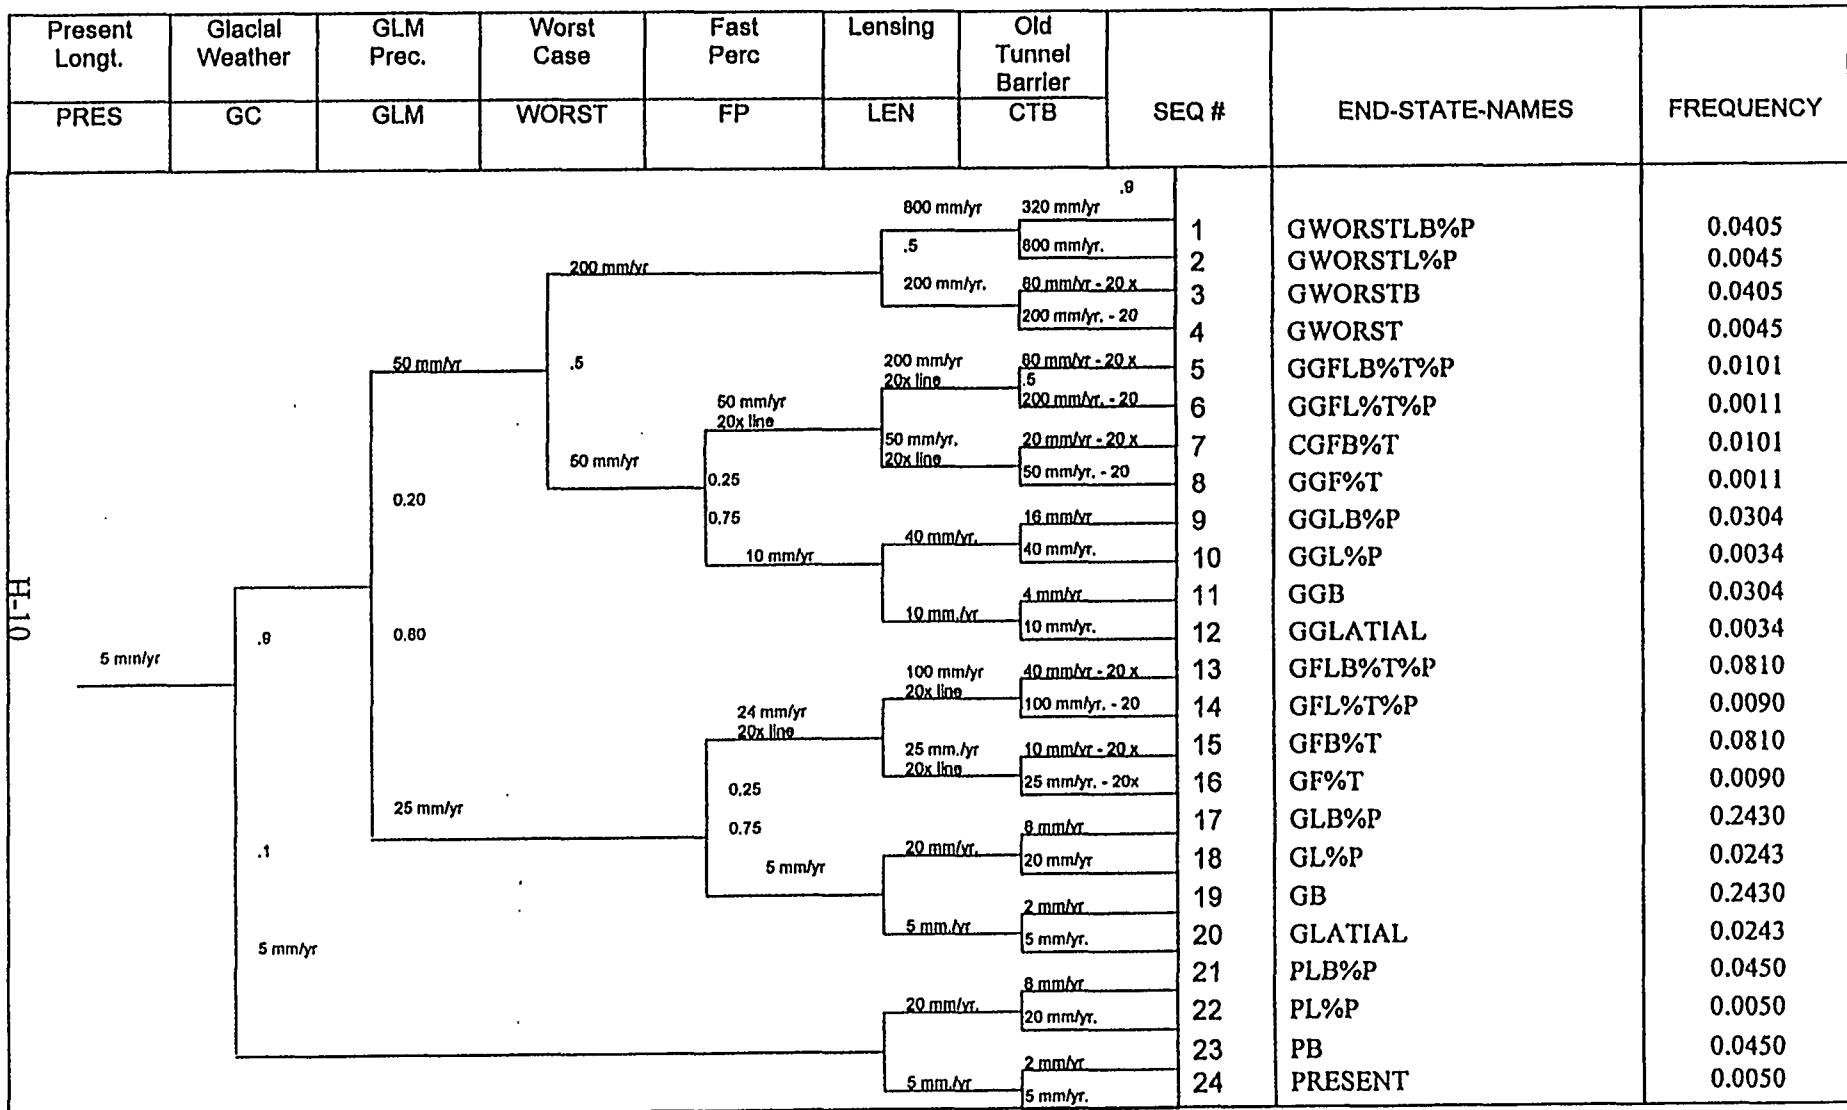 Present Longt. Glacial Weather GLM Prec. Worst Case Fast Perc Lensing Old Tunnel Barrier
PRES GC GLM WORST FP LEN CTB SEQ # END-STATE-NAMES FREQUENCY
.9
800 mm/yr 320 mm/yr
1 GWORSTLB%P 0.0405
.5 800 mm/yr.
200 mm/yr
2 GWORSTL%P 0.0045
200 mm/yr. 80 mm/yr - 20 x
3 GWORSTB 0.0405
200 mm/yr. - 20
4 GWORST 0.0045
50 mm/yr .5 200 mm/yr 20x line 80 mm/yr - 20 x
5 GGFLB%T%P 0.0101
.5
50 mm/yr 20x line 200 mm/yr. - 20
6 GGFL%T%P 0.0011
50 mm/yr 50 mm/yr. 20x line 20 mm/yr - 20 x
7 CGFB%T 0.0101
0.25 50 mm/yr. - 20
8 GGF%T 0.0011
0.20 0.75 16 mm/yr
9 GGLB%P 0.0304
10 mm/yr 40 mm/yr. 40 mm/yr.
10 GGL%P 0.0034
4 mm/yr
11 GGB 0.0304
H-10
.9 0.80 10 mm./yr 10 mm/yr.
12 GGLATIAL 0.0034
5 mm/yr 100 mm/yr 20x line 40 mm/yr - 20 x
13 GFLB%T%P 0.0810
24 mm/yr 20x line 100 mm/yr. - 20
14 GFL%T%P 0.0090
25 mm./yr 20x line 10 mm/yr - 20 x
15 GFB%T 0.0810
0.25 25 mm/yr. - 20x
16 GF%T 0.0090
25 mm/yr 0.75 8 mm/yr
17 GLB%P 0.2430
.1 5 mm/yr 20 mm/yr. 20 mm/yr
18 GL%P 0.0243
2 mm/yr
19 GB 0.2430
5 mm/yr 5 mm./yr 5 mm/yr.
20 GLATIAL 0.0243
8 mm/yr
21 PLB%P 0.0450
20 mm/yr. 20 mm/yr.
22 PL%P 0.0050
2 mm/yr
23 PB 0.0450
5 mm./yr 5 mm/yr.
24 PRESENT 0.0050